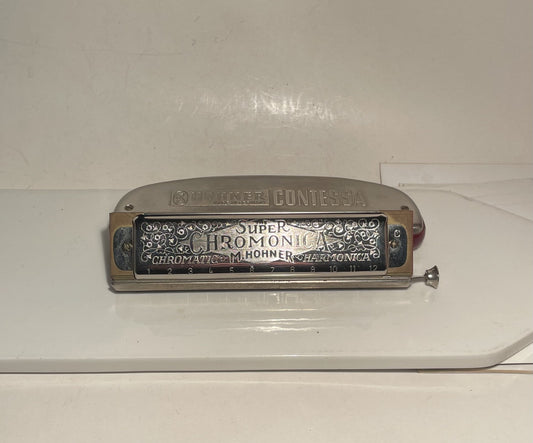 HOHNER CONTESSA
SUPER
CHROMONICA
CHROMATIC M. HOHNER HARMONICA
1 2 3 4 5 6 7 8 9 10 11 12